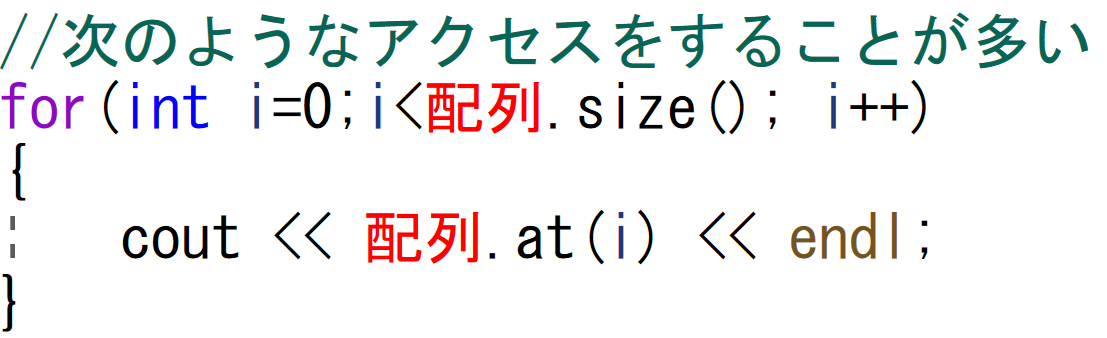 //次のようなアクセスをすることが多い
for(int i=0;i<配列.size(); i++)
{
    cout << 配列.at(i) << endl;
}